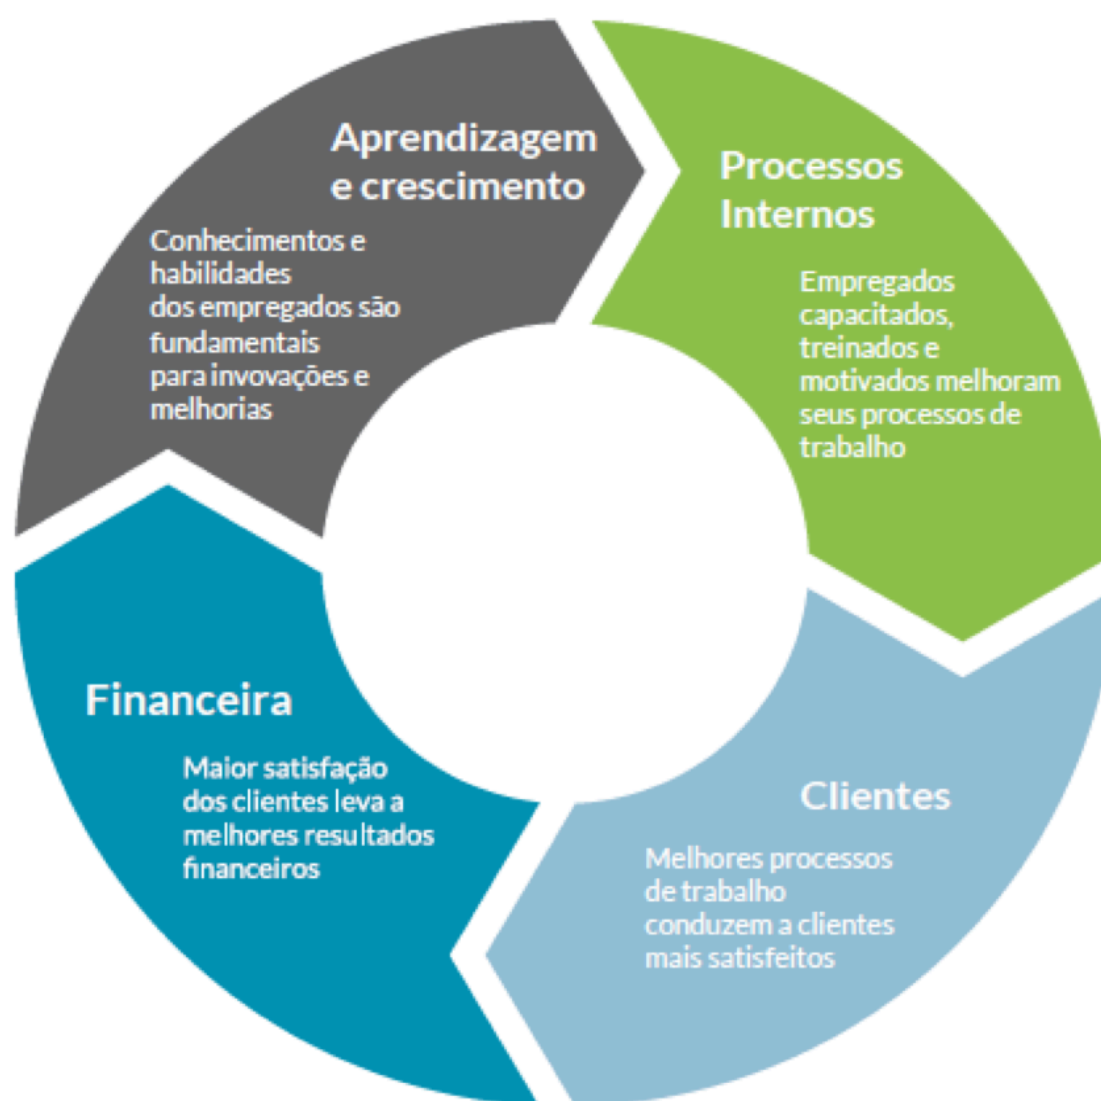 Aprendizagem
e crescimento
Conhecimentos e
habilidades
dos empregados são
fundamentais
para invovações e
melhorias
Processos
Internos
Empregados
capacitados,
treinados e
motivados melhoram
seus processos de
trabalho
Clientes
Melhores processos
de trabalho
conduzem a clientes
mais satisfeitos
Financeira
Maior satisfação
dos clientes leva a
melhores resultados
financeiros